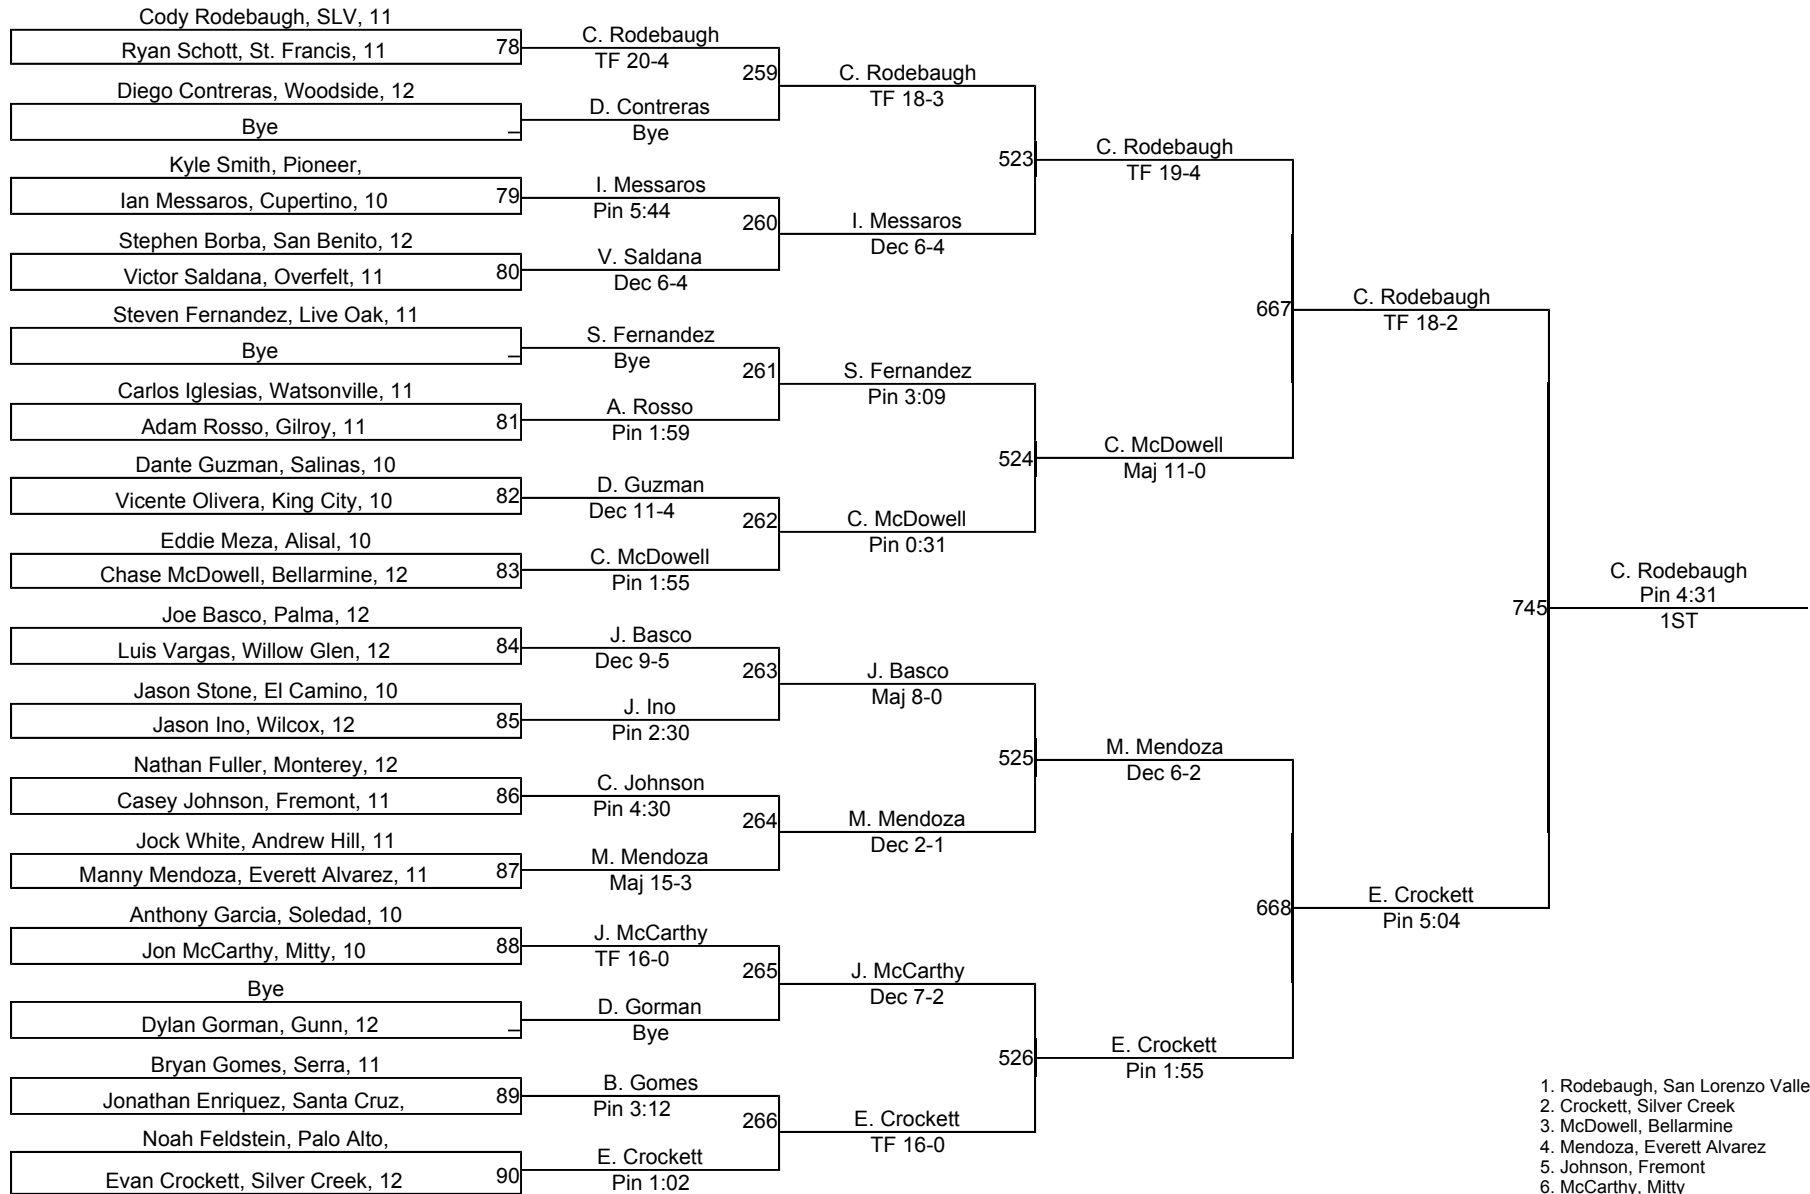 Cody Rodebaugh, SLV, 11
Ryan Schott, St. Francis, 11
78
Diego Contreras, Woodside, 12
Bye
_
Kyle Smith, Pioneer,
Ian Messaros, Cupertino, 10
79
Stephen Borba, San Benito, 12
Victor Saldana, Overfelt, 11
80
Steven Fernandez, Live Oak, 11
Bye
_
Carlos Iglesias, Watsonville, 11
Adam Rosso, Gilroy, 11
81
Dante Guzman, Salinas, 10
Vicente Olivera, King City, 10
82
Eddie Meza, Alisal, 10
Chase McDowell, Bellarmine, 12
83
Joe Basco, Palma, 12
Luis Vargas, Willow Glen, 12
84
Jason Stone, El Camino, 10
Jason Ino, Wilcox, 12
85
Nathan Fuller, Monterey, 12
Casey Johnson, Fremont, 11
86
Jock White, Andrew Hill, 11
Manny Mendoza, Everett Alvarez, 11
87
Anthony Garcia, Soledad, 10
Jon McCarthy, Mitty, 10
88
Bye
Dylan Gorman, Gunn, 12
_
Bryan Gomes, Serra, 11
Jonathan Enriquez, Santa Cruz,
89
Noah Feldstein, Palo Alto,
Evan Crockett, Silver Creek, 12
90
C. Rodebaugh
TF 20-4
259
D. Contreras
Bye
I. Messaros
Pin 5:44
260
V. Saldana
Dec 6-4
S. Fernandez
Bye
261
A. Rosso
Pin 1:59
D. Guzman
Dec 11-4
262
C. McDowell
Pin 1:55
J. Basco
Dec 9-5
263
J. Ino
Pin 2:30
C. Johnson
Pin 4:30
264
M. Mendoza
Maj 15-3
J. McCarthy
TF 16-0
265
D. Gorman
Bye
B. Gomes
Pin 3:12
266
E. Crockett
Pin 1:02
C. Rodebaugh
TF 18-3
523
I. Messaros
Dec 6-4
S. Fernandez
Pin 3:09
524
C. McDowell
Pin 0:31
J. Basco
Maj 8-0
525
M. Mendoza
Dec 2-1
J. McCarthy
Dec 7-2
526
E. Crockett
TF 16-0
C. Rodebaugh
TF 19-4
667
C. McDowell
Maj 11-0
M. Mendoza
Dec 6-2
668
E. Crockett
Pin 1:55
C. Rodebaugh
TF 18-2
745
E. Crockett
Pin 5:04
C. Rodebaugh
Pin 4:31
1ST
1. Rodebaugh, San Lorenzo Valle
2. Crockett, Silver Creek
3. McDowell, Bellarmine
4. Mendoza, Everett Alvarez
5. Johnson, Fremont
6. McCarthy, Mitty